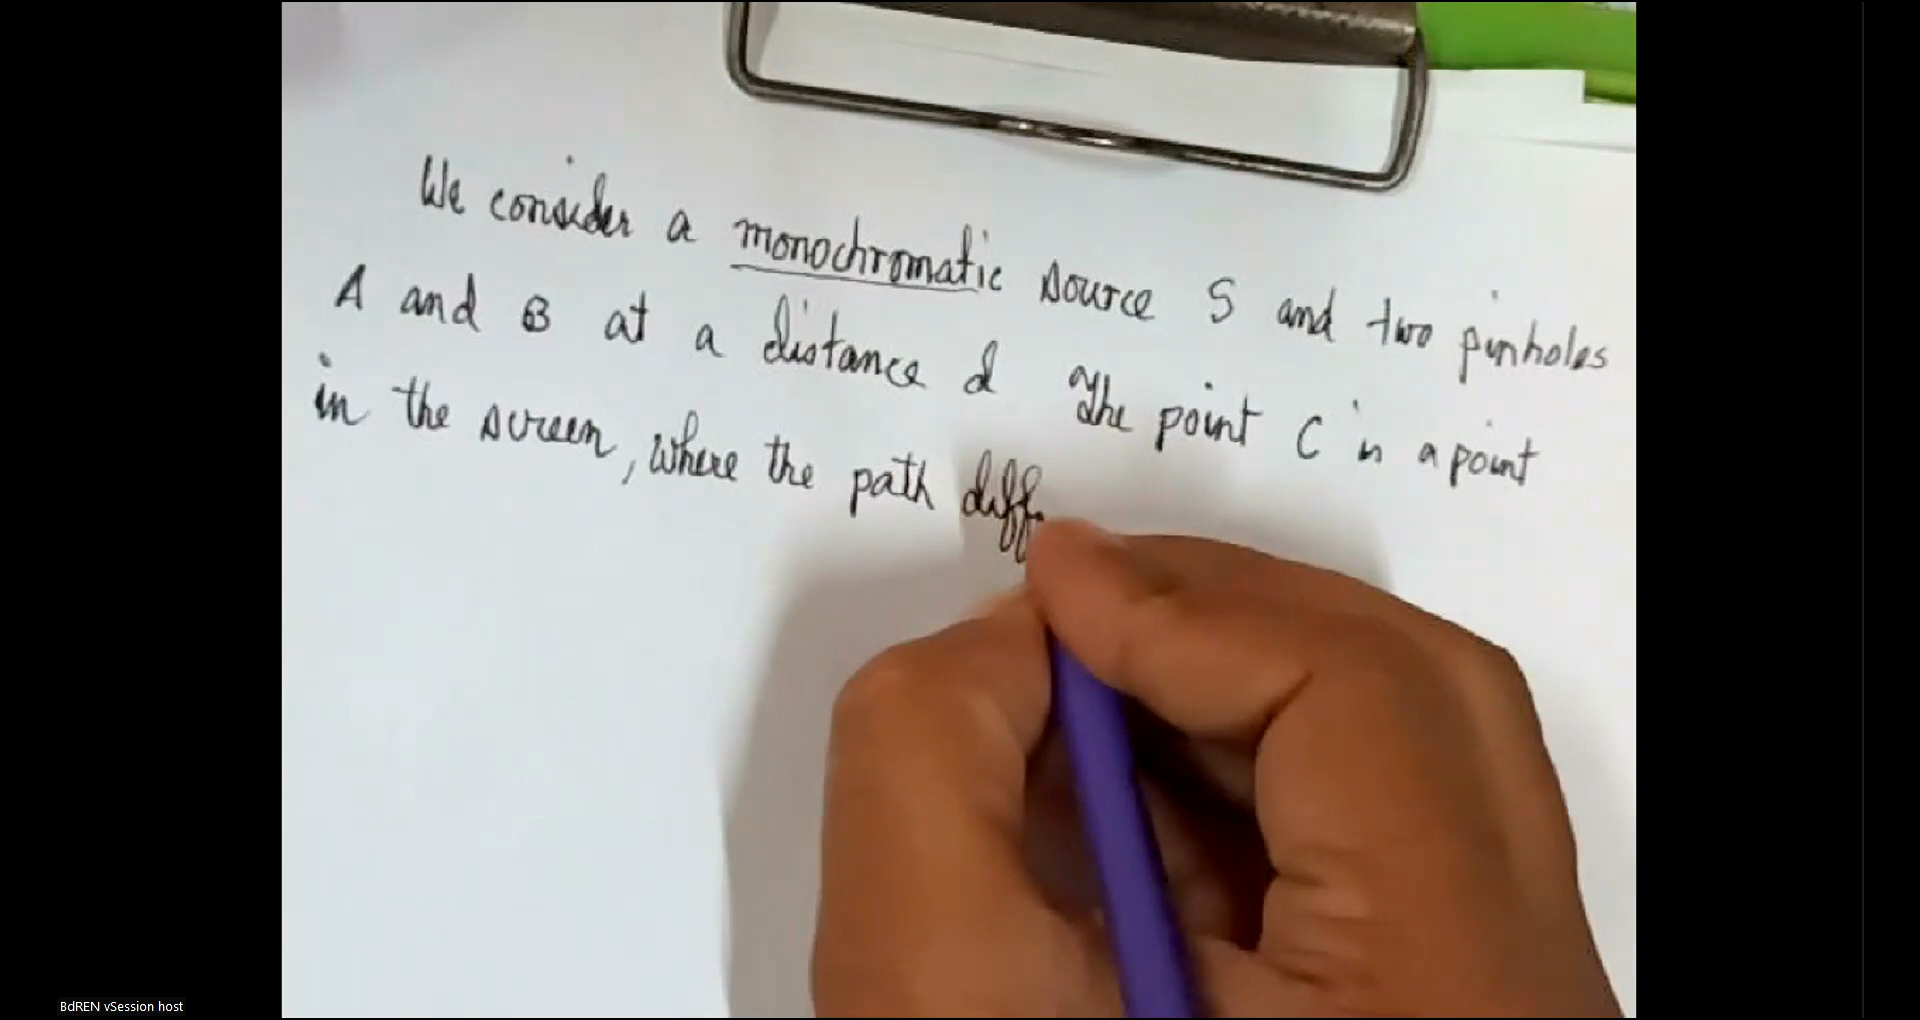 We consider a monochromatic source S and two pinholes
A and B at a distance d The point C is a point
in the screen, where the path diff
BdREN vSession host